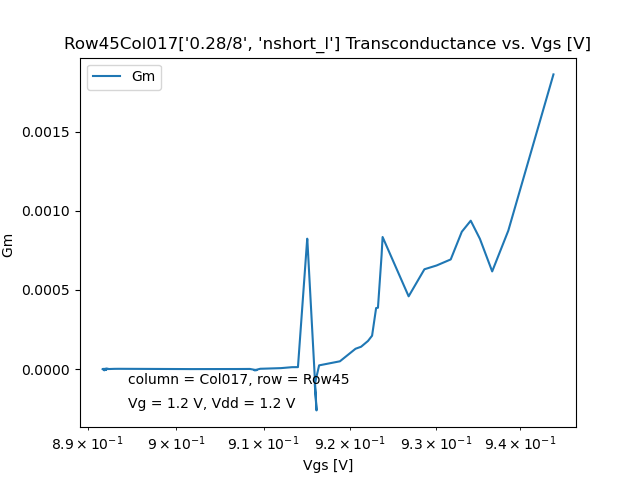 Row45Col017['0.28/8', 'nshort_l'] Transconductance vs. Vgs [V]
Gm
0.0015
0.0010
0.0005
0.0000
Gm
column = Col017, row = Row45
Vg = 1.2 V, Vdd = 1.2 V
8.9 × 10⁻¹ 9 × 10⁻¹ 9.1 × 10⁻¹ 9.2 × 10⁻¹ 9.3 × 10⁻¹ 9.4 × 10⁻¹
Vgs [V]